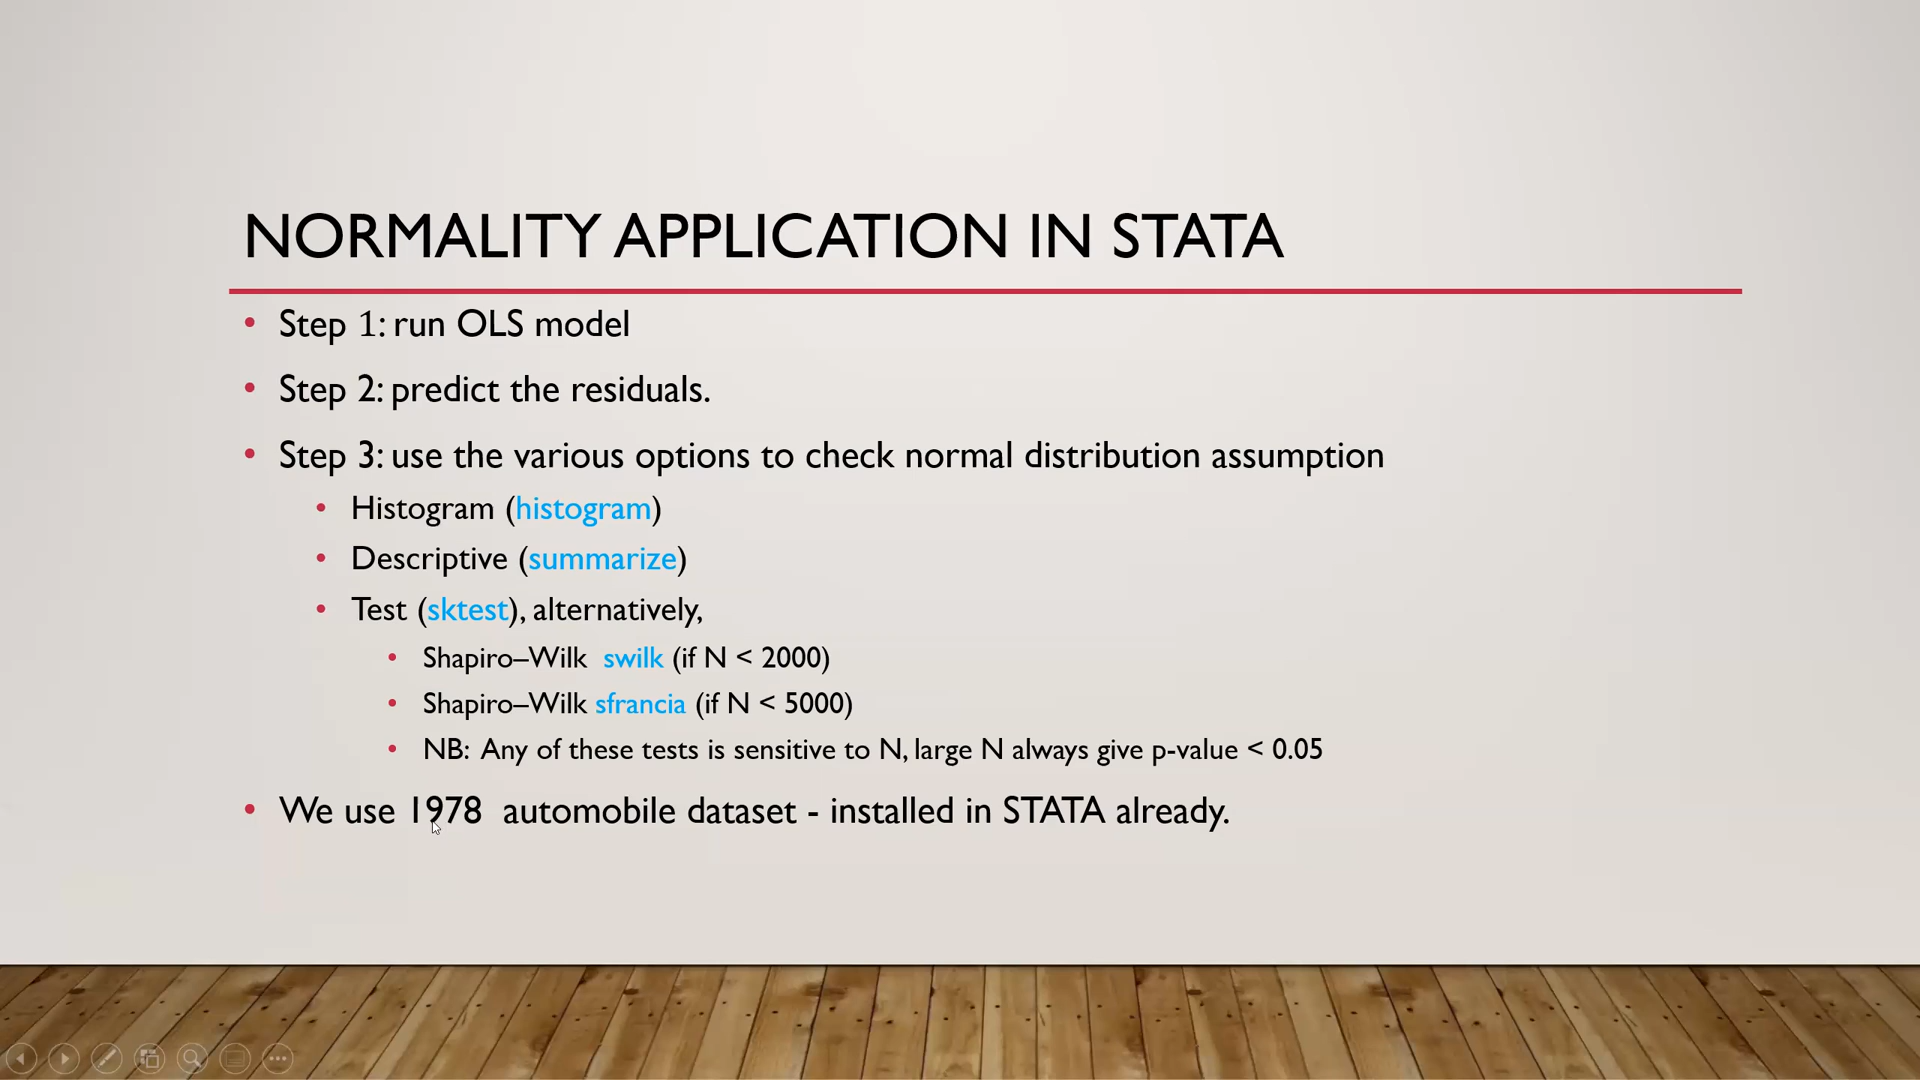 NORMALITY APPLICATION IN STATA
• Step 1: run OLS model
• Step 2: predict the residuals.
• Step 3: use the various options to check normal distribution assumption
• Histogram (histogram)
• Descriptive (summarize)
• Test (sktest), alternatively,
• Shapiro–Wilk swilk (if N < 2000)
• Shapiro–Wilk sfrancia (if N < 5000)
• NB: Any of these tests is sensitive to N, large N always give p-value < 0.05
• We use 1978 automobile dataset - installed in STATA already.